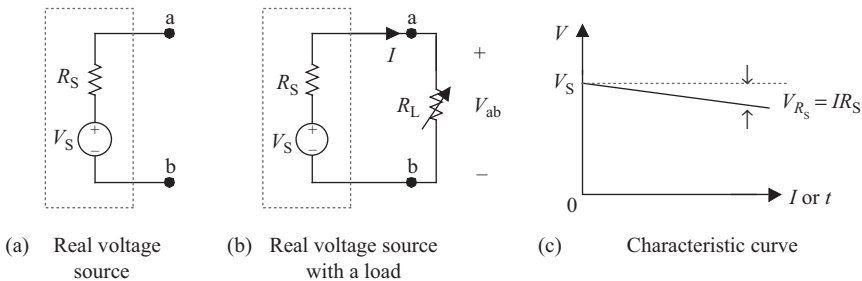 a
R_S
V_S
+
−
b
a
I
R_S
R_L
V_S
+
−
+
V_ab
−
b
V
V_S
V_{R_S} = IR_S
0
I or t
(a) Real voltage
source
(b) Real voltage source
with a load
(c) Characteristic curve